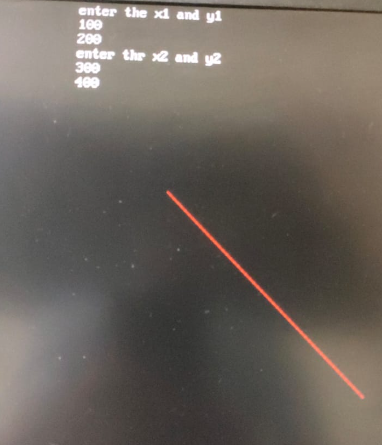 enter the x1 and y1
100
200
enter thr x2 and y2
300
400